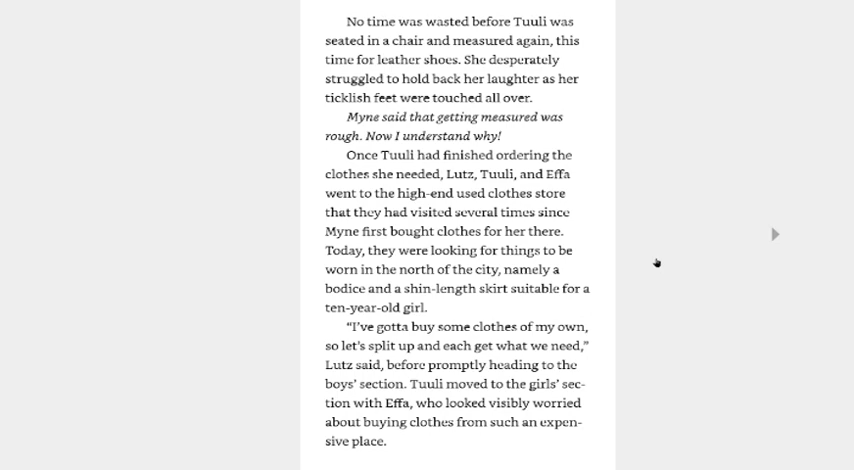 No time was wasted before Tuuli was
seated in a chair and measured again, this
time for leather shoes. She desperately
struggled to hold back her laughter as her
ticklish feet were touched all over.
Myne said that getting measured was
rough. Now I understand why!
Once Tuuli had finished ordering the
clothes she needed, Lutz, Tuuli, and Effa
went to the high-end used clothes store
that they had visited several times since
Myne first bought clothes for her there.
Today, they were looking for things to be
worn in the north of the city, namely a
bodice and a shin-length skirt suitable for a
ten-year-old girl.
“I’ve gotta buy some clothes of my own,
so let’s split up and each get what we need,”
Lutz said, before promptly heading to the
boys’ section. Tuuli moved to the girls’ sec-
tion with Effa, who looked visibly worried
about buying clothes from such an expen-
sive place.